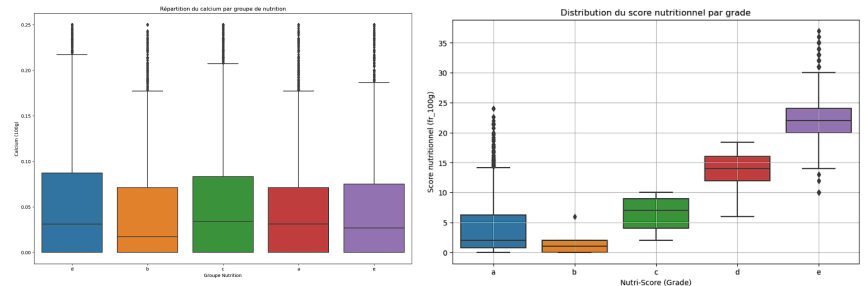 Répartition du calcium par groupe de nutrition
0.25
0.20
0.15
0.10
0.05
0.00
Calcium (100g)
d b c a e
Groupe Nutrition
Distribution du score nutritionnel par grade
35
30
25
20
15
10
5
0
Score nutritionnel (fr_100g)
a b c d e
Nutri-Score (Grade)